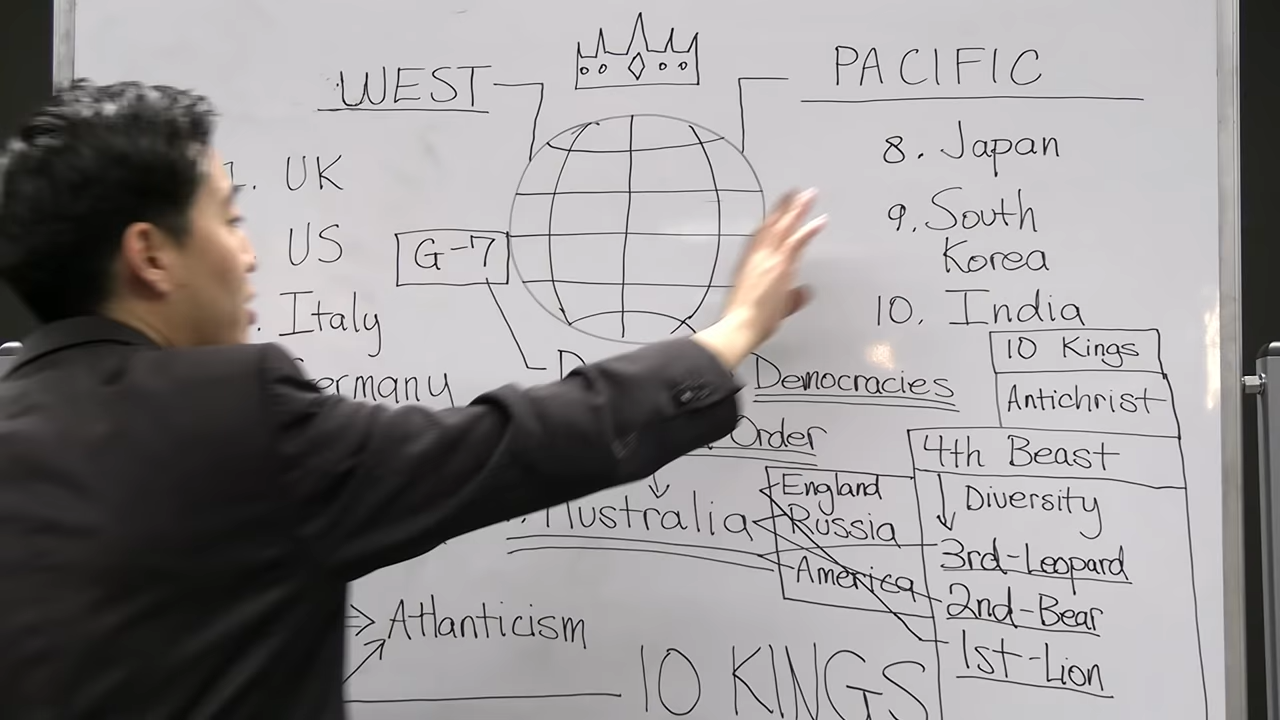 WEST
PACIFIC
1. UK
US
Italy
ermany
G-7
8. Japan
9. South
Korea
10. India
10 Kings
Antichrist
Democracies
Order
4th Beast
Diversity
3rd-Leopard
2nd-Bear
1st-Lion
Australia
England
Russia
America
Atlanticism
10 KINGS